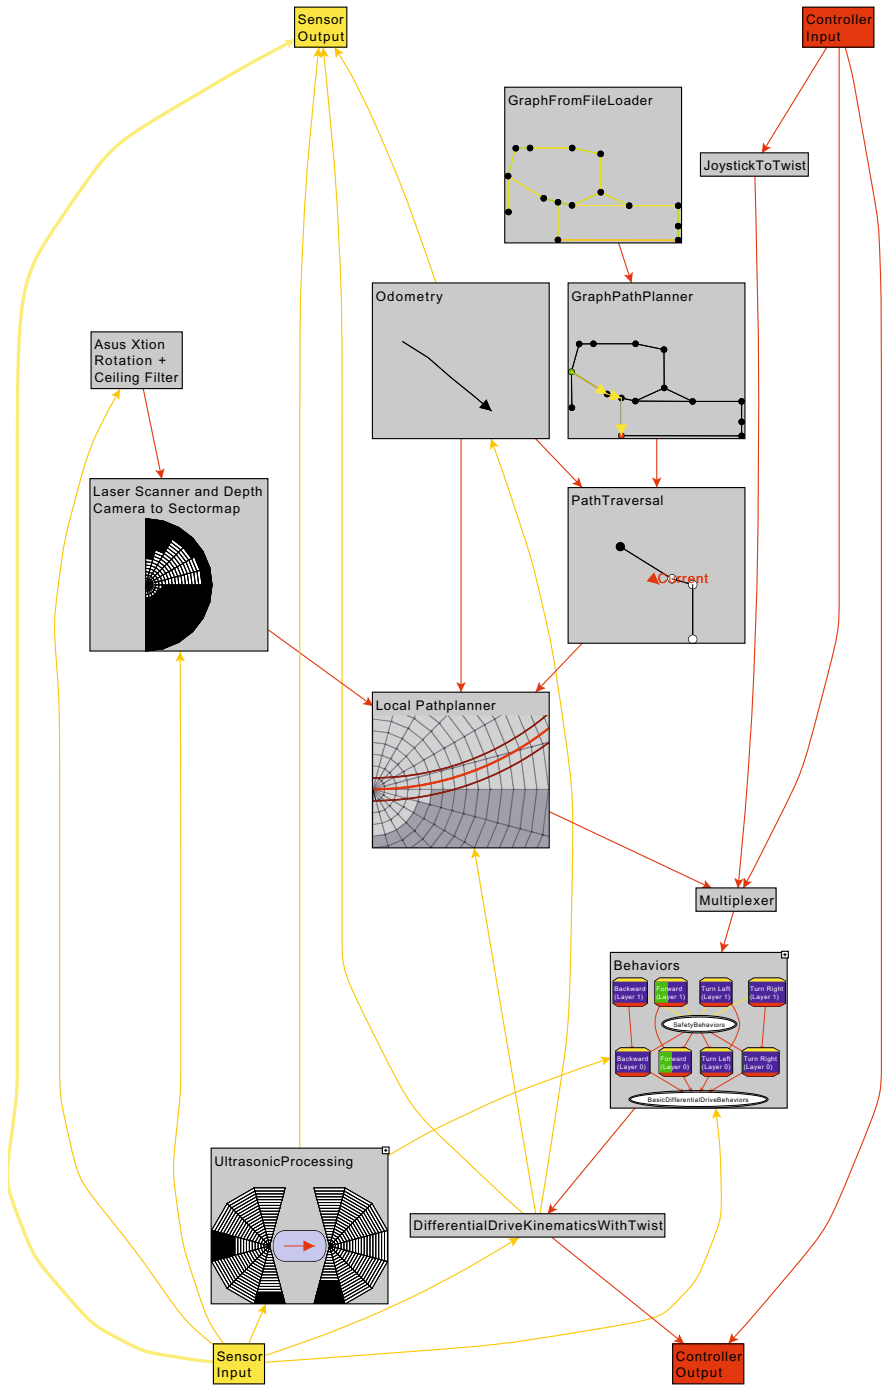 Sensor
Output
Controller
Input
GraphFromFileLoader
JoystickToTwist
Odometry
GraphPathPlanner
Asus Xtion
Rotation +
Ceiling Filter
Laser Scanner and Depth
Camera to Sectormap
PathTraversal
Current
Local Pathplanner
Multiplexer
Behaviors
Backward
(Layer 1)
Forward
(Layer 1)
Turn Left
(Layer 1)
Turn Right
(Layer 1)
SafetyBehaviors
Backward
(Layer 0)
Forward
(Layer 0)
Turn Left
(Layer 0)
Turn Right
(Layer 0)
BasicDifferentialDriveBehaviors
UltrasonicProcessing
DifferentialDriveKinematicsWithTwist
Sensor
Input
Controller
Output